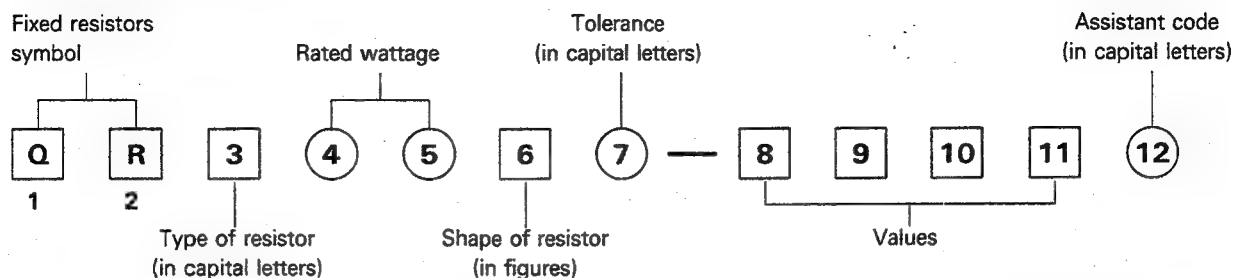 Fixed resistors
symbol
Rated wattage
Tolerance
(in capital letters)
Assistant code
(in capital letters)
Q R 3 4 5 6 7 — 8 9 10 11 12
1 2
Type of resistor
(in capital letters)
Shape of resistor
(in figures)
Values